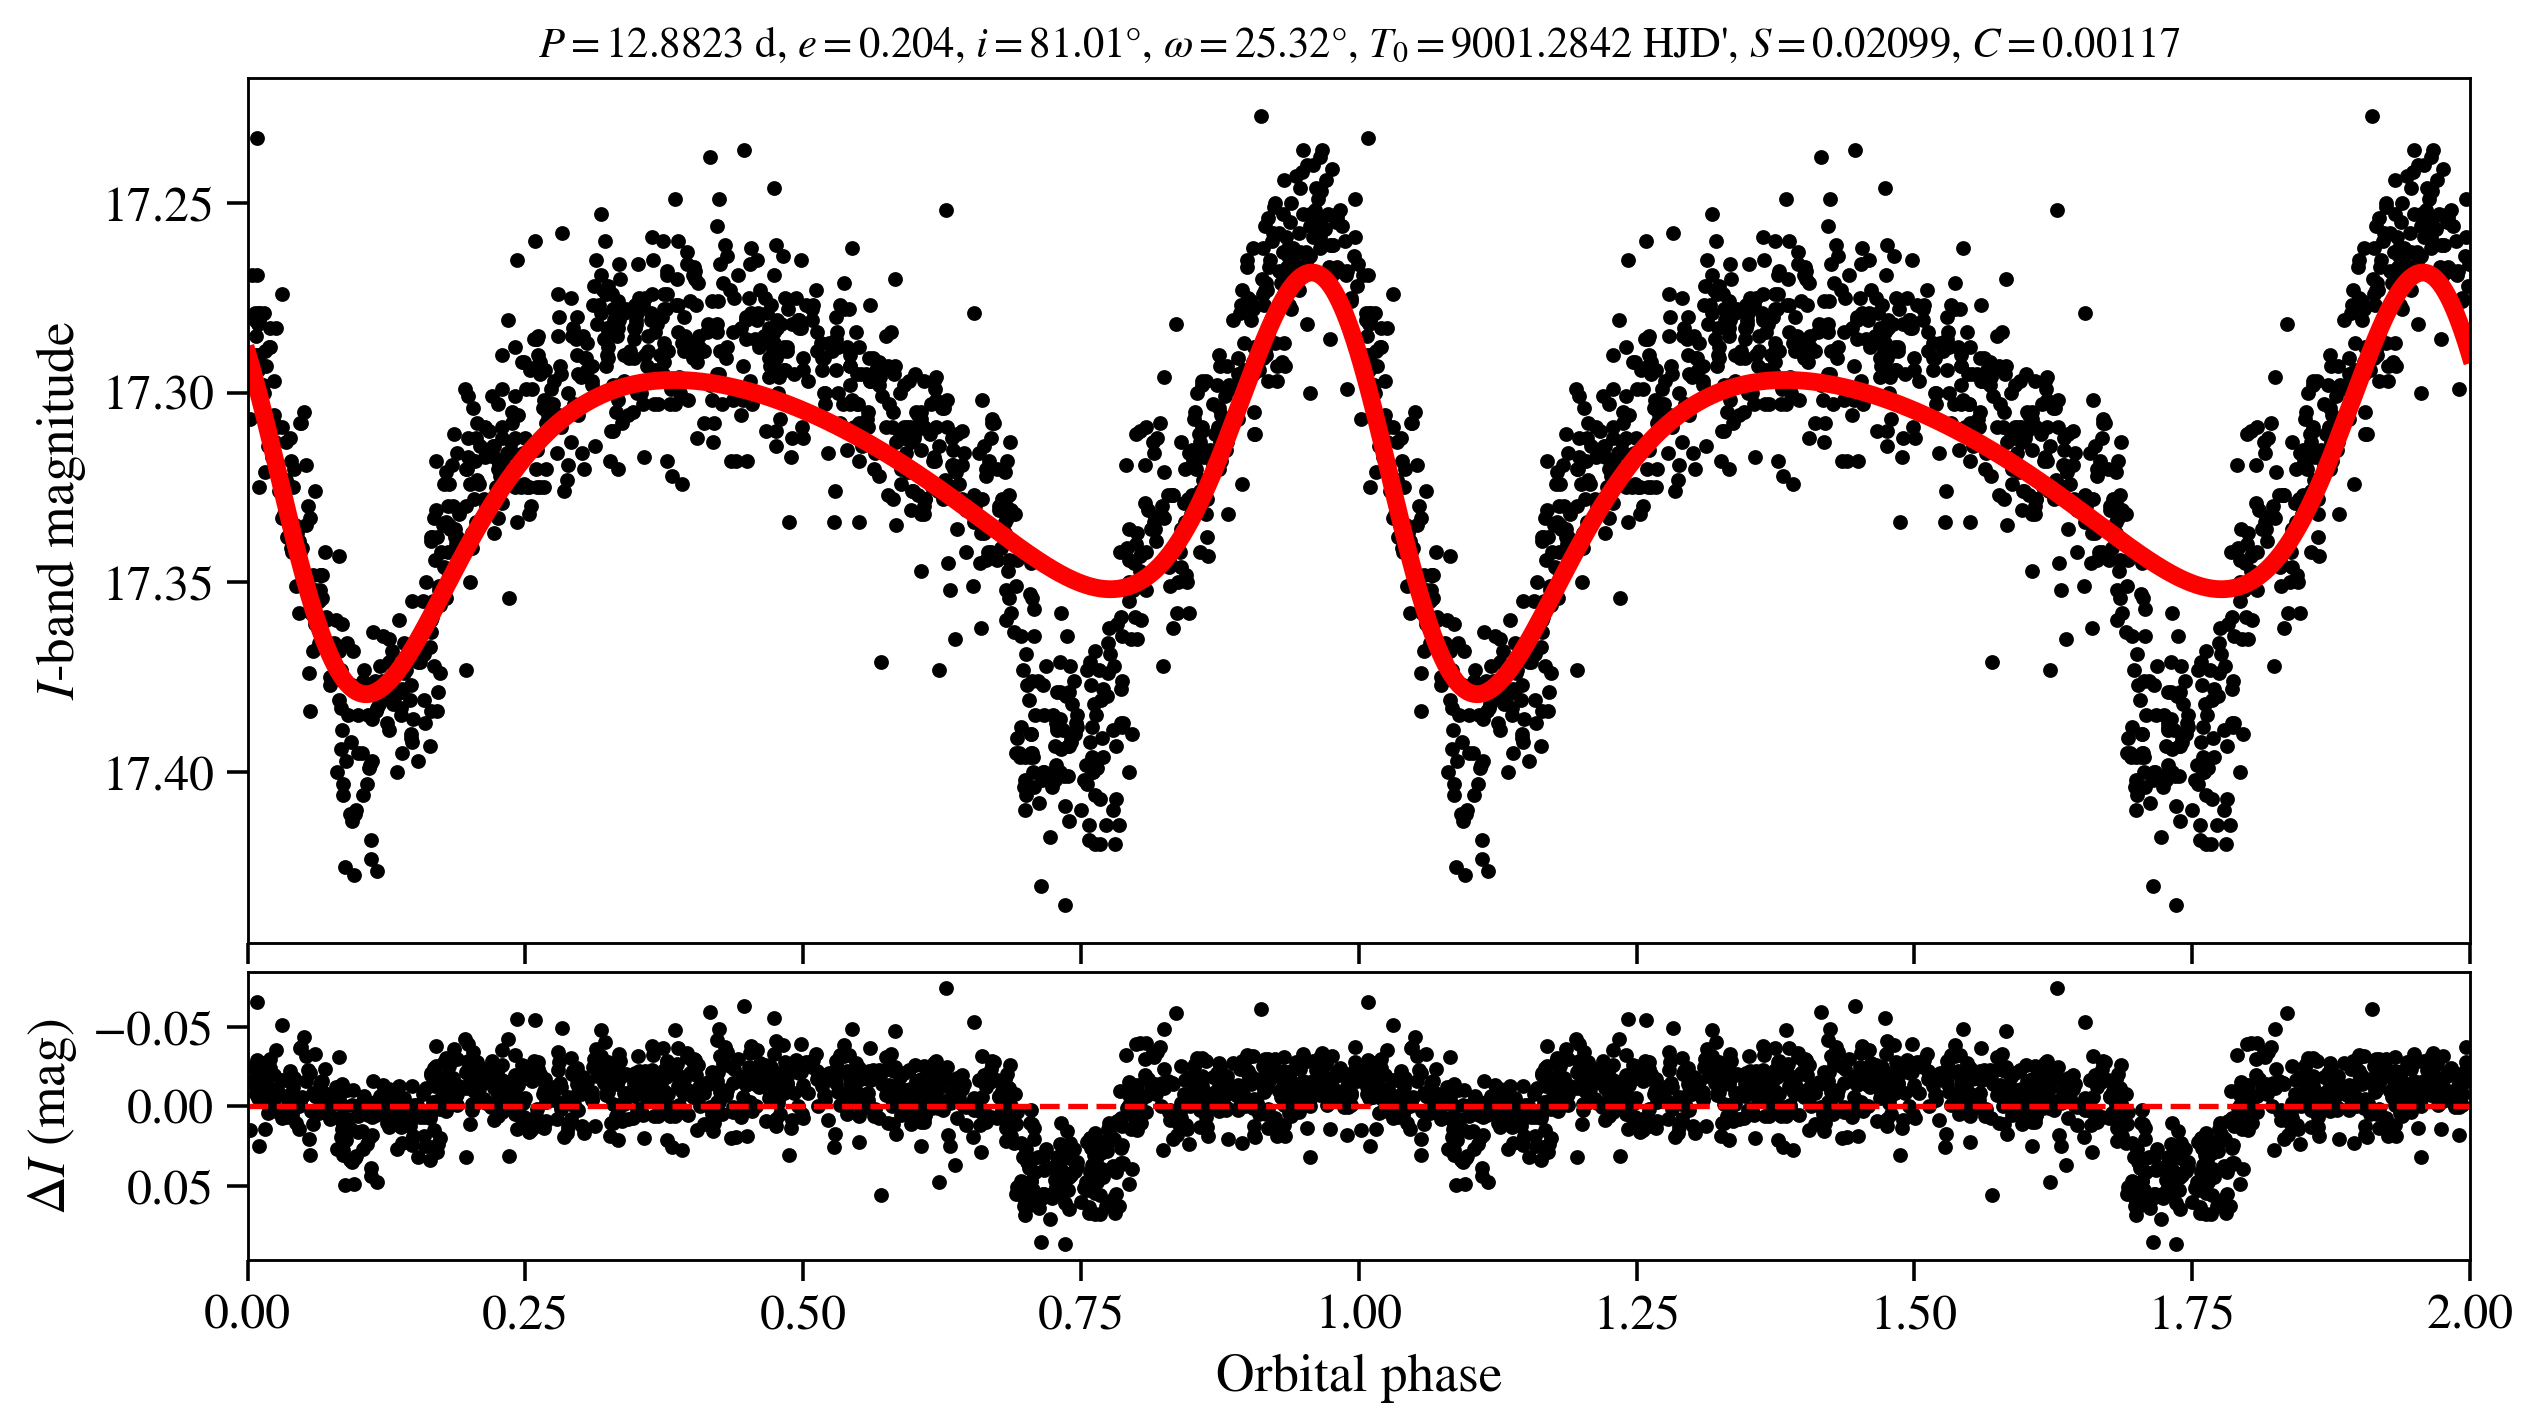 P = 12.8823 d, e = 0.204, i = 81.01°, ω = 25.32°, T₀ = 9001.2842 HJD', S = 0.02099, C = 0.00117
I-band magnitude
17.25
17.30
17.35
17.40
ΔI (mag)
−0.05
0.00
0.05
0.00 0.25 0.50 0.75 1.00 1.25 1.50 1.75 2.00
Orbital phase